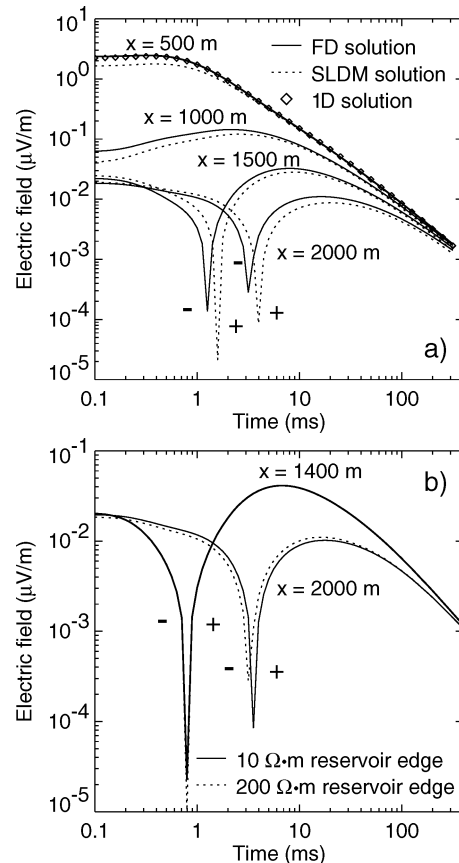 10¹
10⁰
10⁻¹
10⁻²
10⁻³
10⁻⁴
10⁻⁵
Electric field (μV/m)
x = 500 m
FD solution
SLDM solution
1D solution
x = 1000 m
x = 1500 m
x = 2000 m
-
-
+
+
a)
0.1
1
10
100
Time (ms)
10⁻¹
10⁻²
10⁻³
10⁻⁴
10⁻⁵
Electric field (μV/m)
x = 1400 m
b)
x = 2000 m
-
+
-
+
10 Ω·m reservoir edge
200 Ω·m reservoir edge
0.1
1
10
100
Time (ms)